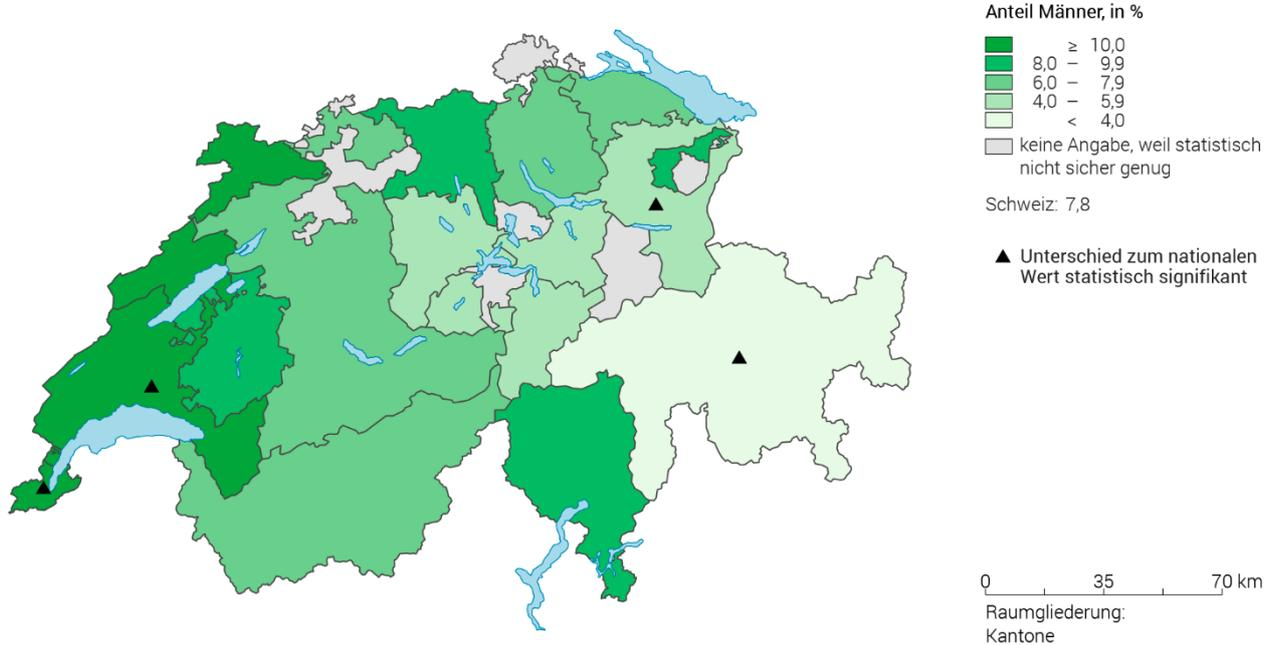 Anteil Männer, in %
≥ 10,0
8,0 – 9,9
6,0 – 7,9
4,0 – 5,9
< 4,0
keine Angabe, weil statistisch
nicht sicher genug
Schweiz: 7,8
▲ Unterschied zum nationalen
Wert statistisch signifikant
0 35 70 km
Raumgliederung:
Kantone